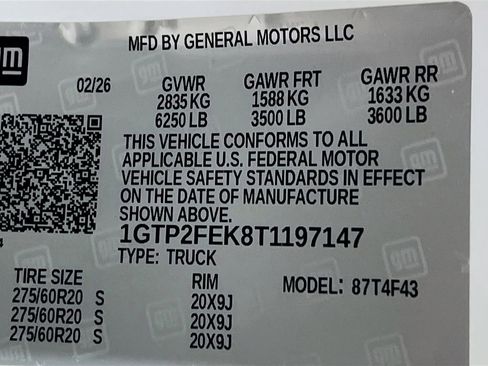 gm
MFD BY GENERAL MOTORS LLC
02/26 GVWR GAWR FRT GAWR RR
2835 KG 1588 KG 1633 KG
6250 LB 3500 LB 3600 LB
THIS VEHICLE CONFORMS TO ALL
APPLICABLE U.S. FEDERAL MOTOR
VEHICLE SAFETY STANDARDS IN EFFECT
ON THE DATE OF MANUFACTURE
SHOWN ABOVE.
1GTP2FEK8T1197147
TYPE: TRUCK
TIRE SIZE RIM MODEL: 87T4F43
275/60R20 S 20X9J
275/60R20 S 20X9J
275/60R20 S 20X9J